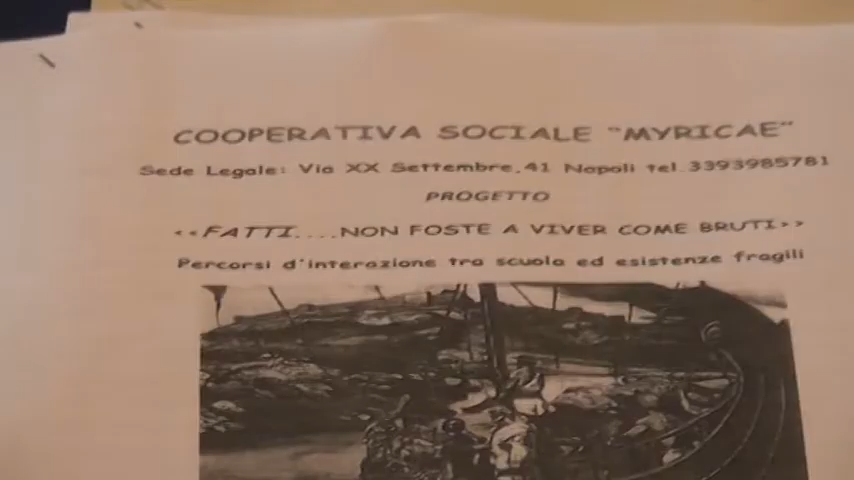 COOPERATIVA SOCIALE "MYRICAE"
Sede Legale: Via XX Settembre, 41 Napoli tel. 3393985781
PROGETTO
<<FATTI....NON FOSTE A VIVER COME BRUTI>>
Percorsi d'interazione tra scuola ed esistenze fragili